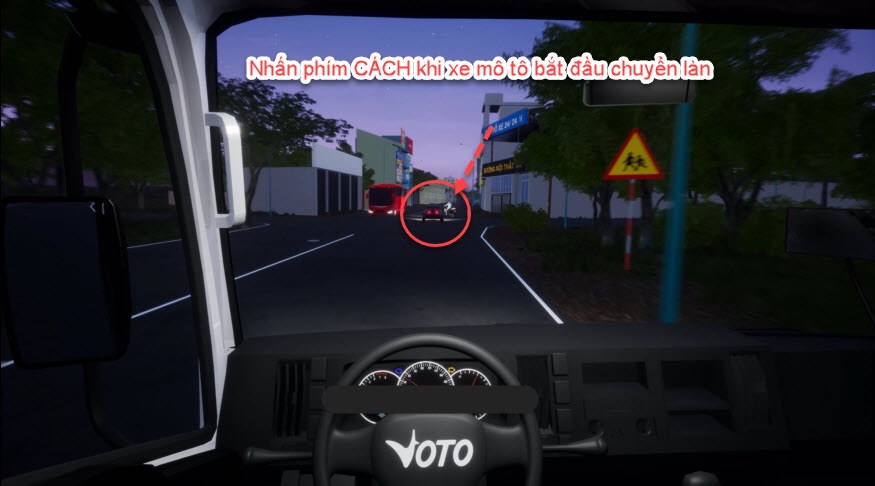 Nhấn phím CÁCH khi xe mô tô bắt đầu chuyển làn
VOTO